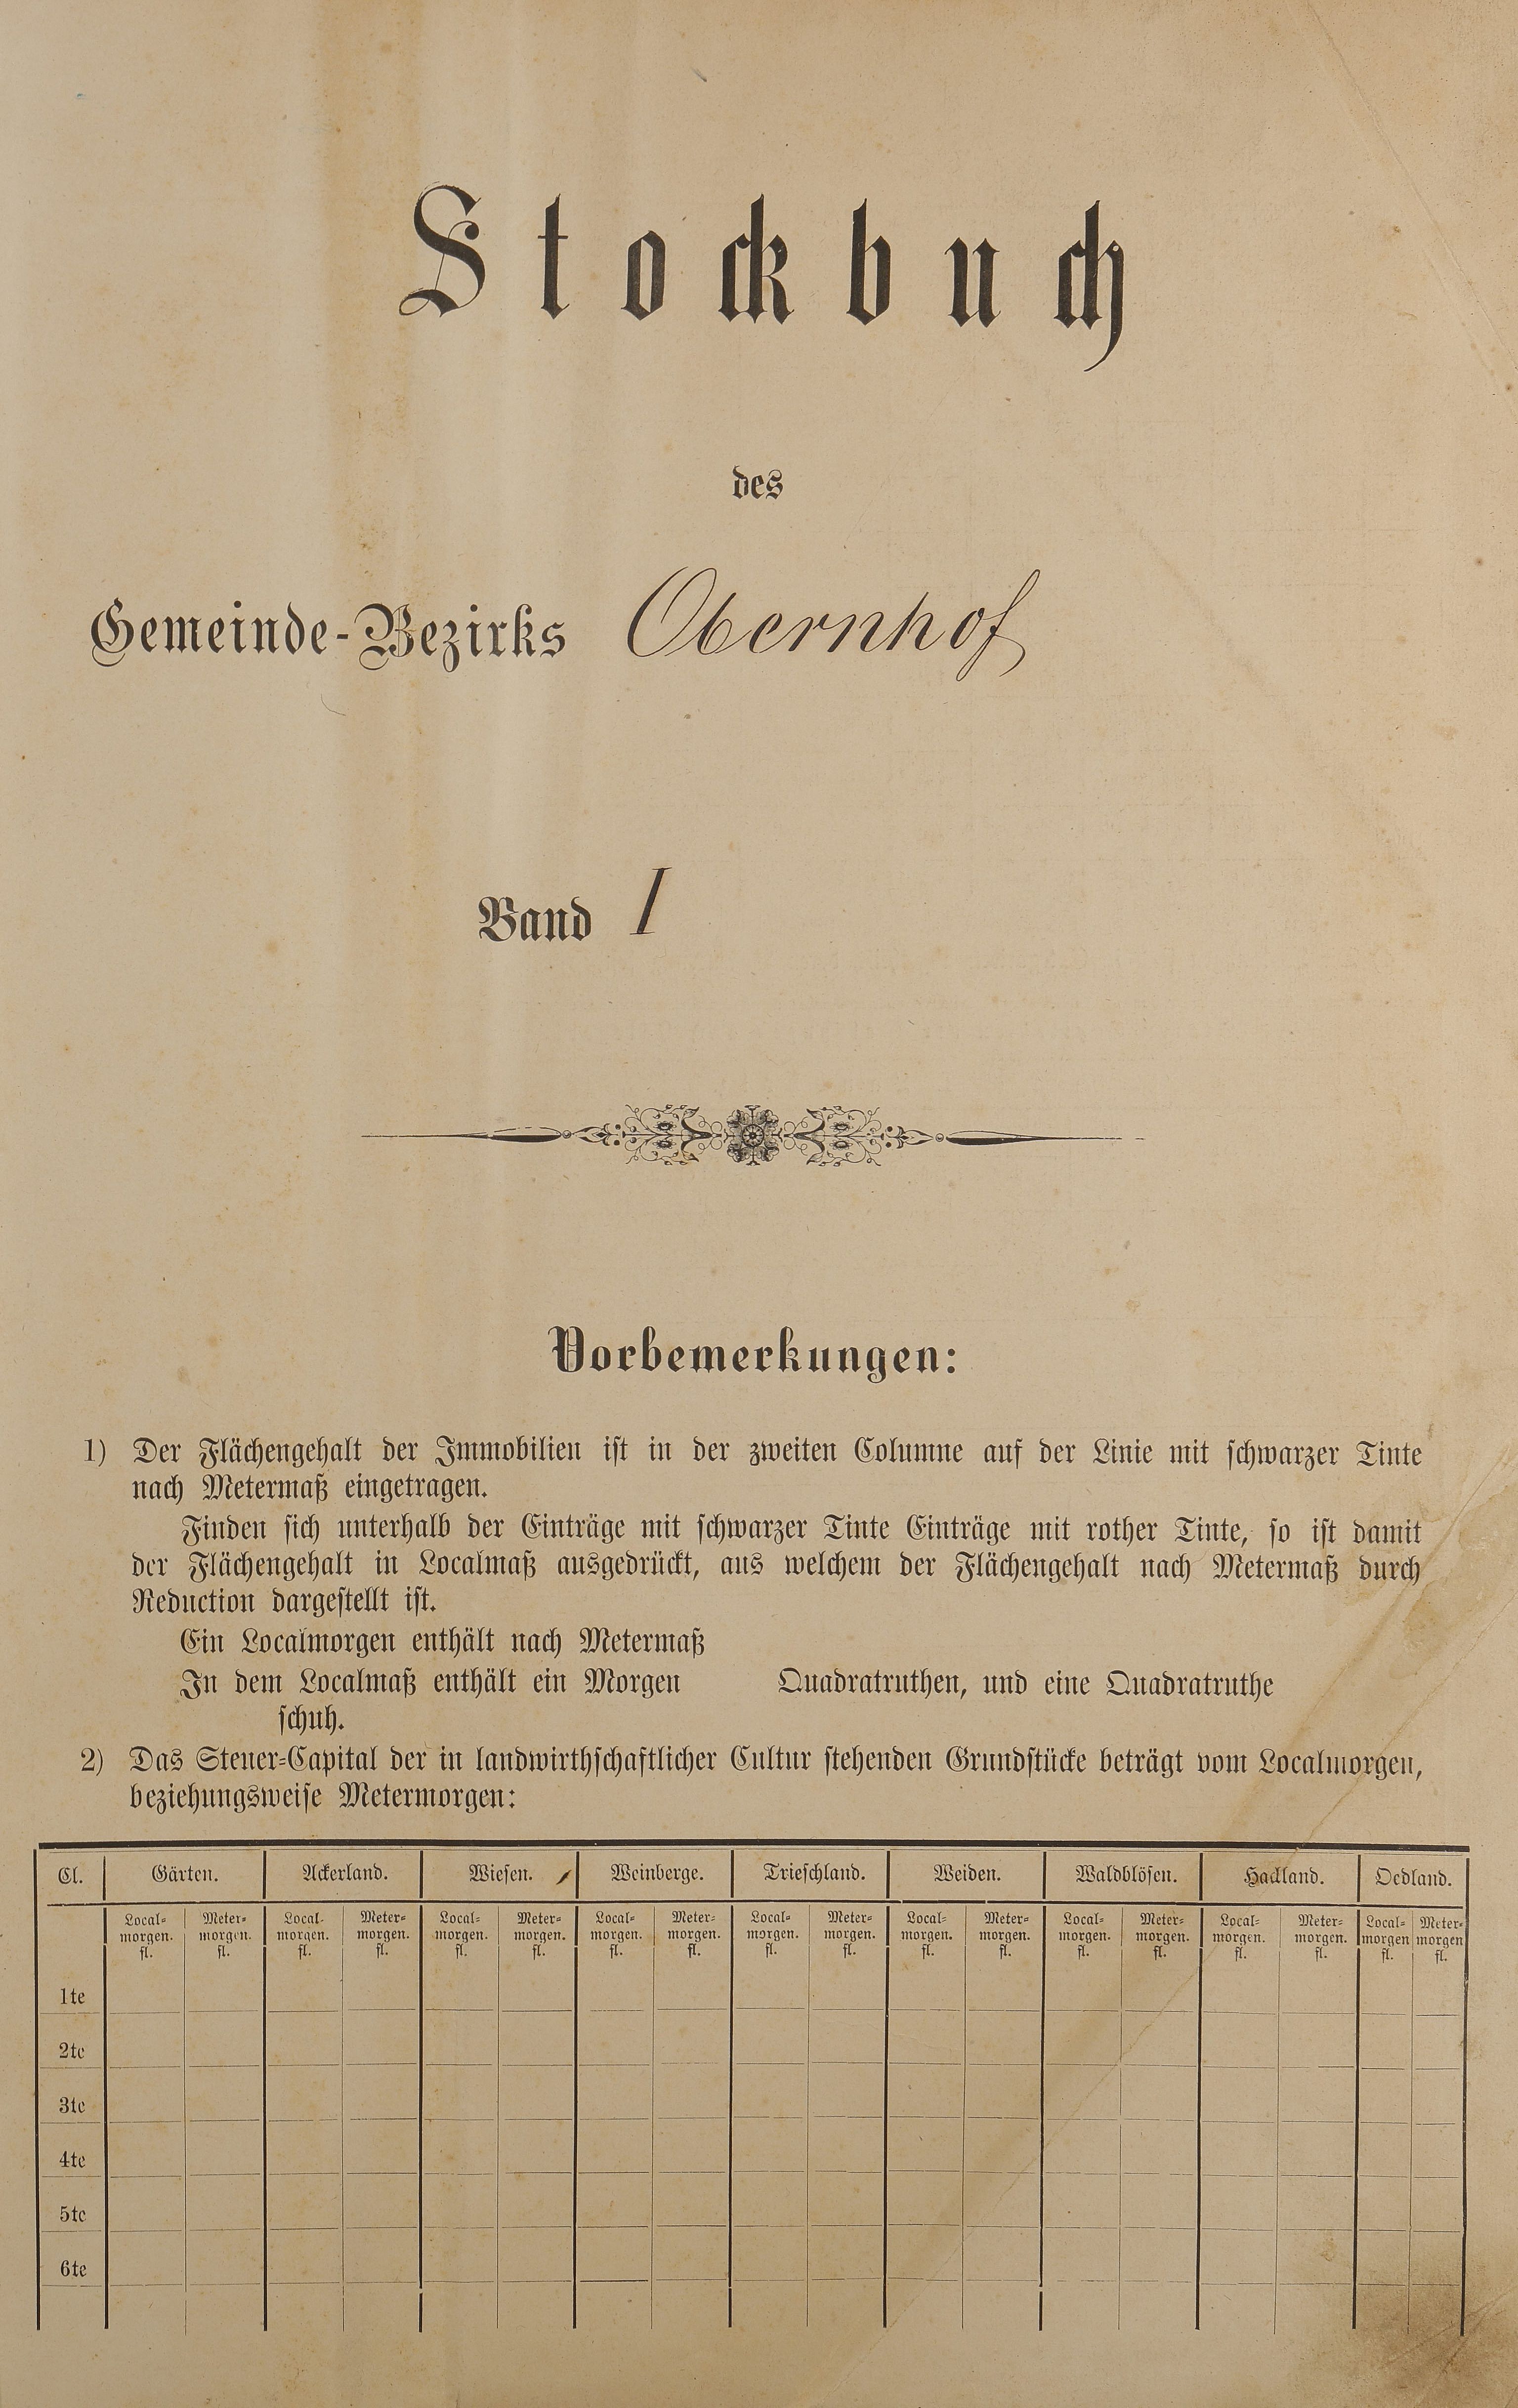 Stockbuch
des
Gemeinde-Bezirks Obernhof
Band I
Vorbemerkungen:
1) Der Flächengehalt der Immobilien ist in der zweiten Columne auf der Linie mit schwarzer Tinte
nach Metermaß eingetragen.
Finden sich unterhalb der Einträge mit schwarzer Tinte Einträge mit rother Tinte, so ist damit
der Flächengehalt in Localmaß ausgedrückt, aus welchem der Flächengehalt nach Metermaß durch
Reduction dargestellt ist.
Ein Localmorgen enthält nach Metermaß
In dem Localmaß enthält ein Morgen Quadratruthen, und eine Quadratruthe
schuh.
2) Das Steuer-Capital der in landwirthschaftlicher Cultur stehenden Grundstücke beträgt vom Localmorgen,
beziehungsweise Metermorgen:
Cl. Gärten. Ackerland. Wiesen. Weinberge. Trieschland. Weiden. Waldblösen. Hackland. Oedland.
Local- Meter- Local- Meter- Local- Meter- Local- Meter- Local- Meter- Local- Meter- Local- Meter- Local- Meter- Local- Meter-
morgen. morgen. morgen. morgen. morgen. morgen. morgen. morgen. morgen. morgen. morgen. morgen. morgen. morgen. morgen. morgen. morgen morgen
fl. fl. fl. fl. fl. fl. fl. fl. fl. fl. fl. fl. fl. fl. fl. fl. fl. fl.
1te
2te
3te
4te
5te
6te